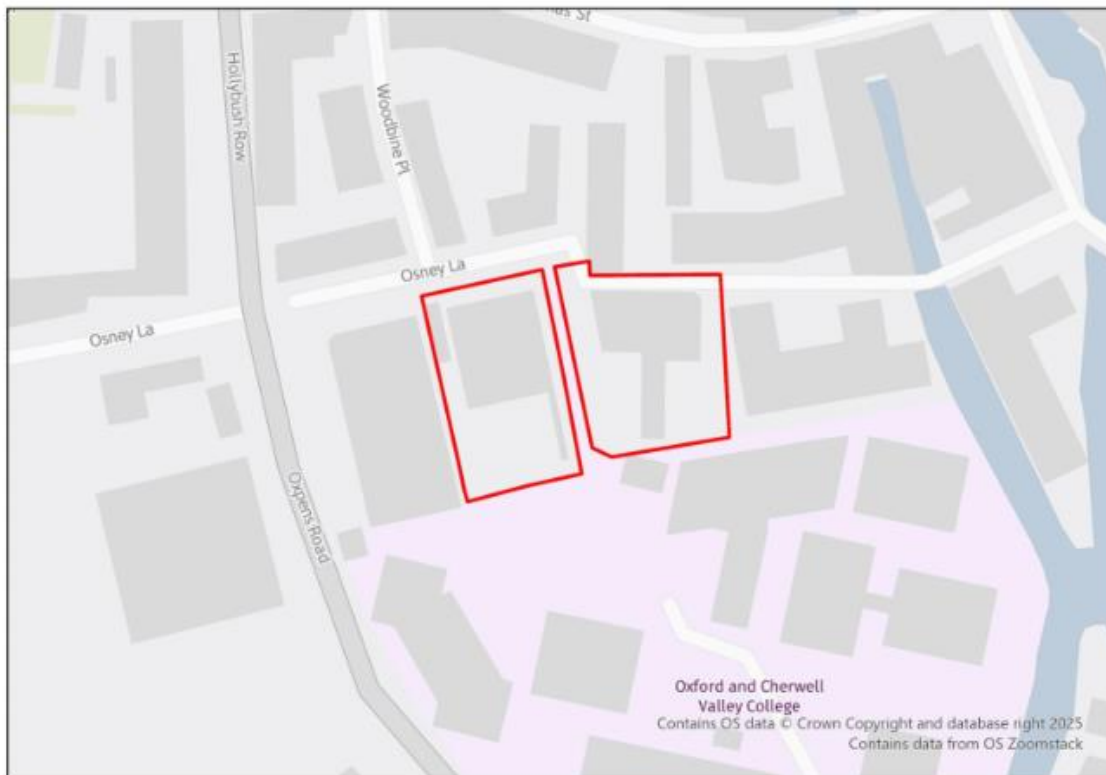 Hollybush Row
Woodbine Pl
St
Osney La
Osney La
Oxpens Road
Oxford and Cherwell
Valley College
Contains OS data © Crown Copyright and database right 2025
Contains data from OS Zoomstack